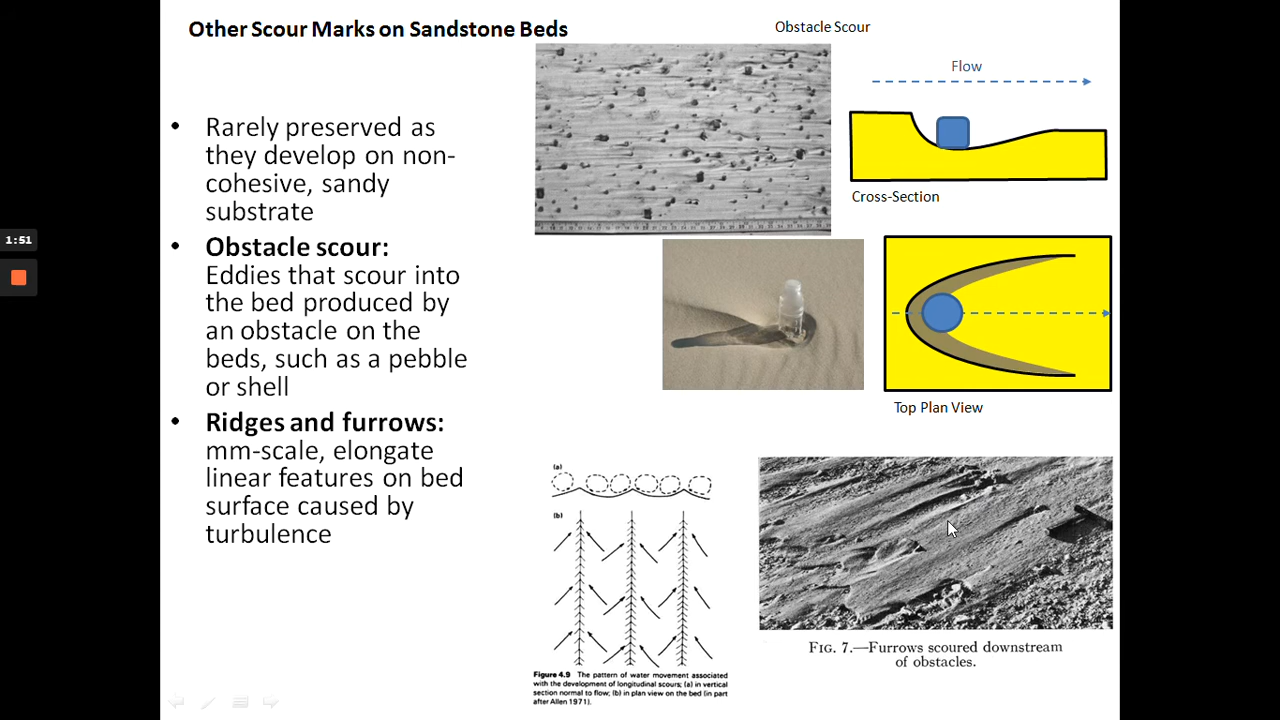 Other Scour Marks on Sandstone Beds
Obstacle Scour
Flow
Cross-Section
Top Plan View
• Rarely preserved as
they develop on non-
cohesive, sandy
substrate
• Obstacle scour:
Eddies that scour into
the bed produced by
an obstacle on the
beds, such as a pebble
or shell
• Ridges and furrows:
mm-scale, elongate
linear features on bed
surface caused by
turbulence
1:51
(a)
(b)
Figure 4.9 The pattern of water movement associated
with the development of longitudinal scours; (a) in vertical
section normal to flow; (b) in plan view on the bed (in part
after Allen 1971).
FIG. 7.—Furrows scoured downstream
of obstacles.